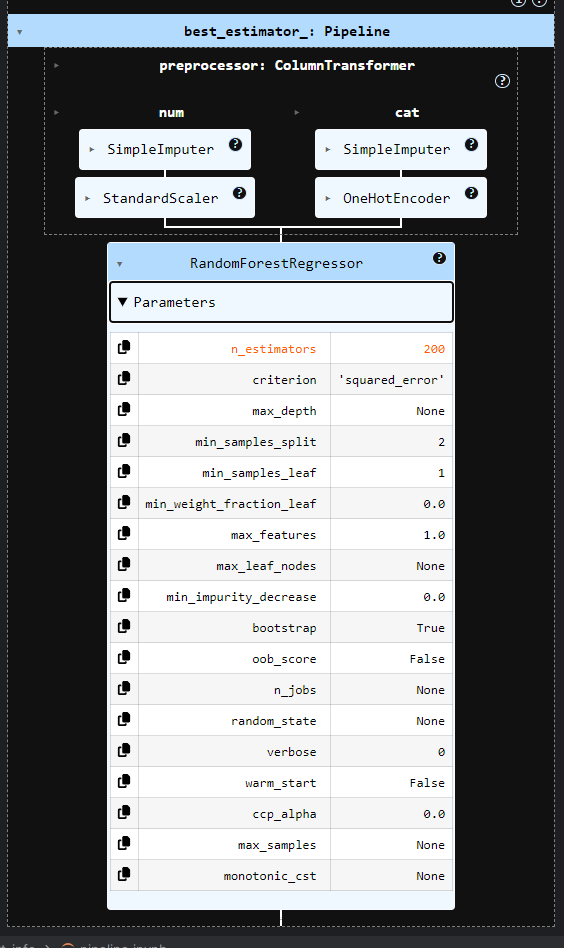 best_estimator_: Pipeline
preprocessor: ColumnTransformer
?
num
cat
SimpleImputer ?
SimpleImputer ?
StandardScaler ?
OneHotEncoder ?
RandomForestRegressor ?
Parameters
n_estimators 200
criterion 'squared_error'
max_depth None
min_samples_split 2
min_samples_leaf 1
min_weight_fraction_leaf 0.0
max_features 1.0
max_leaf_nodes None
min_impurity_decrease 0.0
bootstrap True
oob_score False
n_jobs None
random_state None
verbose 0
warm_start False
ccp_alpha 0.0
max_samples None
monotonic_cst None